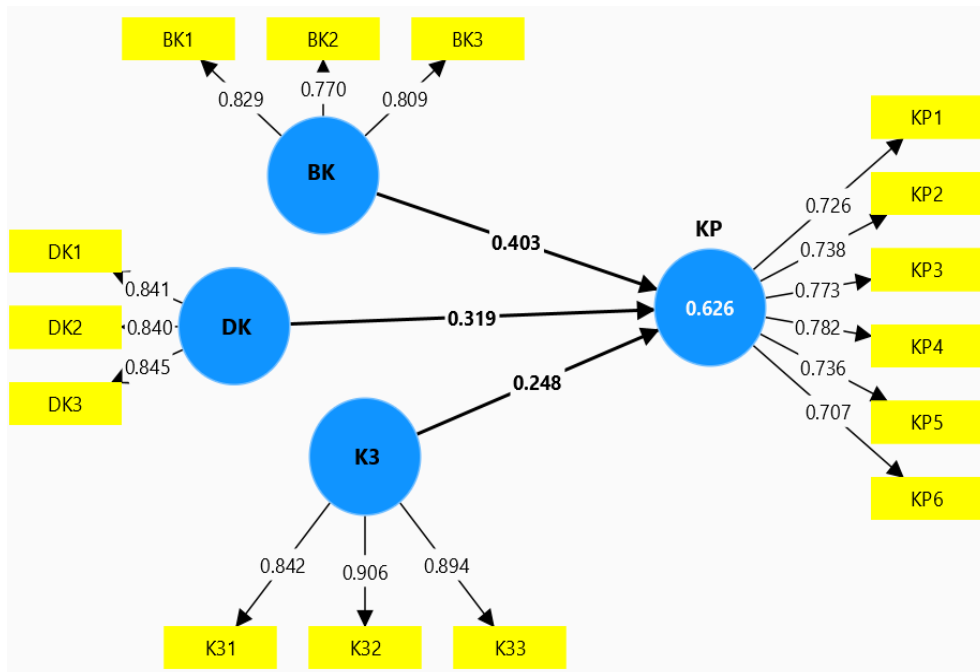 BK1
BK2
BK3
0.829
0.770
0.809
BK
KP1
KP2
KP3
KP4
KP5
KP6
0.726
0.738
0.773
0.782
0.736
0.707
KP
0.626
0.403
DK1
DK2
DK3
0.841
0.840
0.845
DK
0.319
0.248
K3
0.842
0.906
0.894
K31
K32
K33